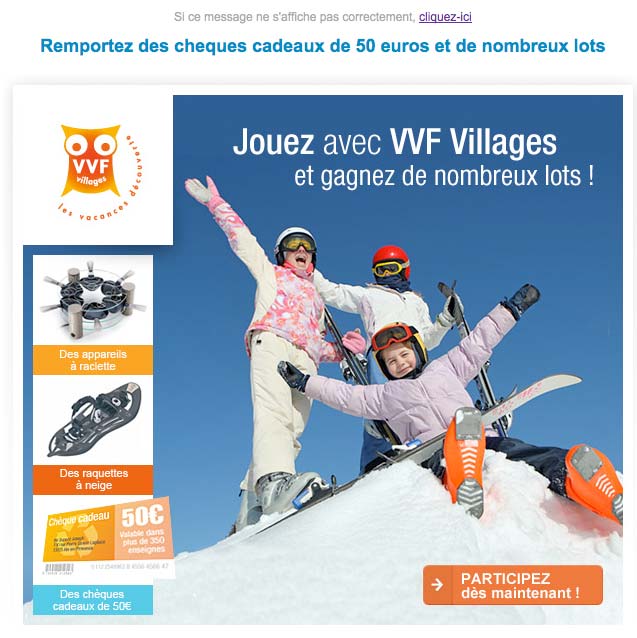 Si ce message ne s'affiche pas correctement, cliquez-ici
Remportez des cheques cadeaux de 50 euros et de nombreux lots
VVF
villages
les vacances découverte
Jouez avec VVF Villages
et gagnez de nombreux lots !
Des appareils
à raclette
Des raquettes
à neige
Chèque cadeau
50€
Valable dans
plus de 350
enseignes
Des chèques
cadeaux de 50€
PARTICIPEZ
dès maintenant !